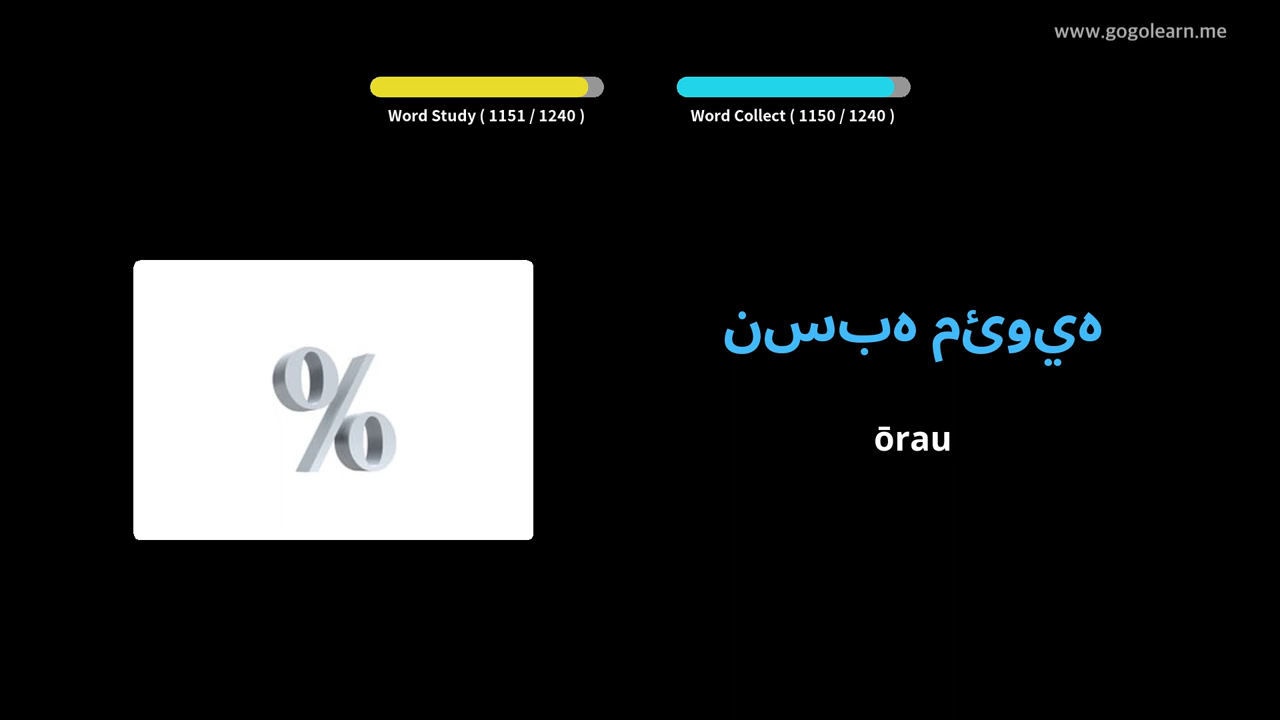 www.gogolearn.me
Word Study ( 1151 / 1240 )
Word Collect ( 1150 / 1240 )
نسبه مئويه
ōrau